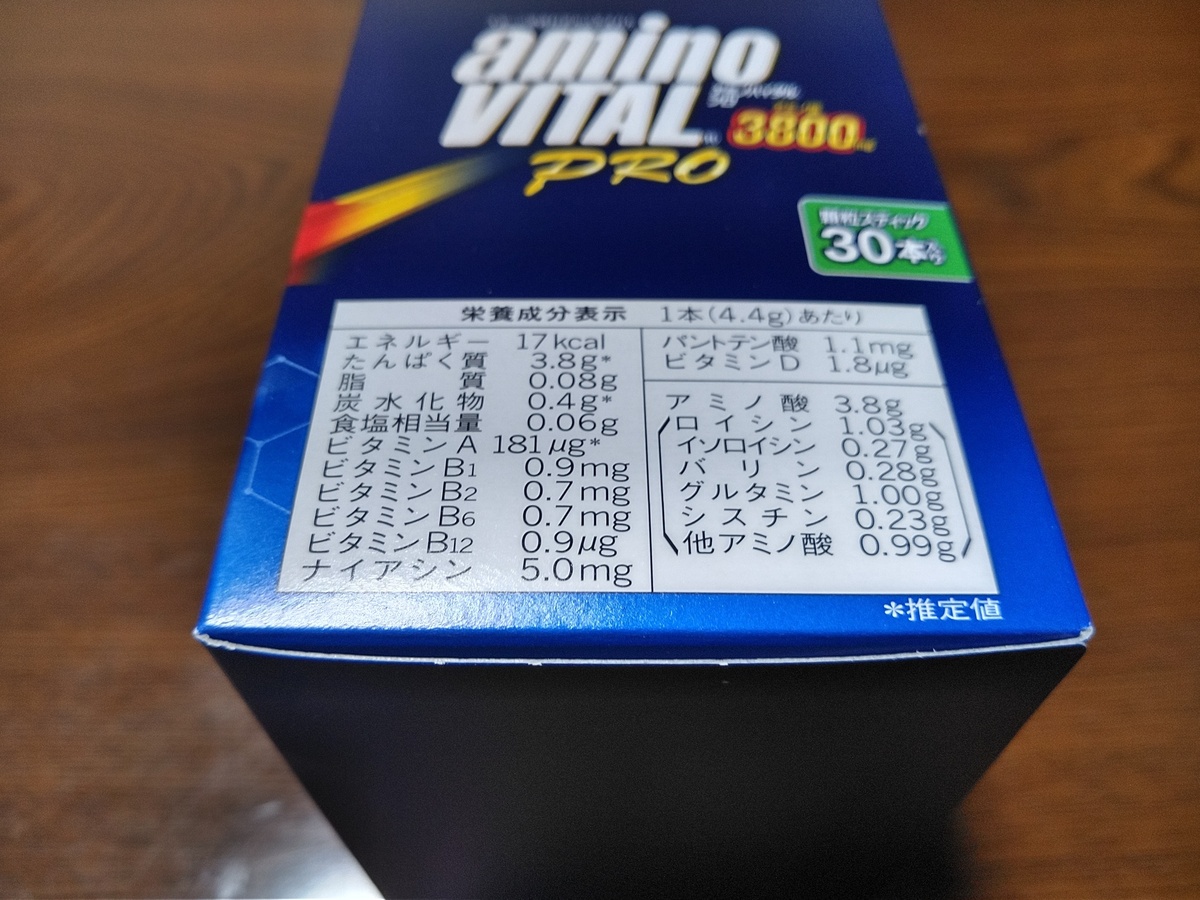 amino
VITAL®
3800
PRO
顆粒スティック
30本入り
栄養成分表示 1本(4.4g)あたり
エネルギー 17kcal
たんぱく質 3.8g*
脂質 0.08g
炭水化物 0.4g*
食塩相当量 0.06g
ビタミンA 181μg*
ビタミンB1 0.9mg
ビタミンB2 0.7mg
ビタミンB6 0.7mg
ビタミンB12 0.9μg
ナイアシン 5.0mg
パントテン酸 1.1mg
ビタミンD 1.8μg
アミノ酸 3.8g
ロイシン 1.03g
イソロイシン 0.27g
バリン 0.28g
グルタミン 1.00g
シスチン 0.23g
他アミノ酸 0.99g
*推定値